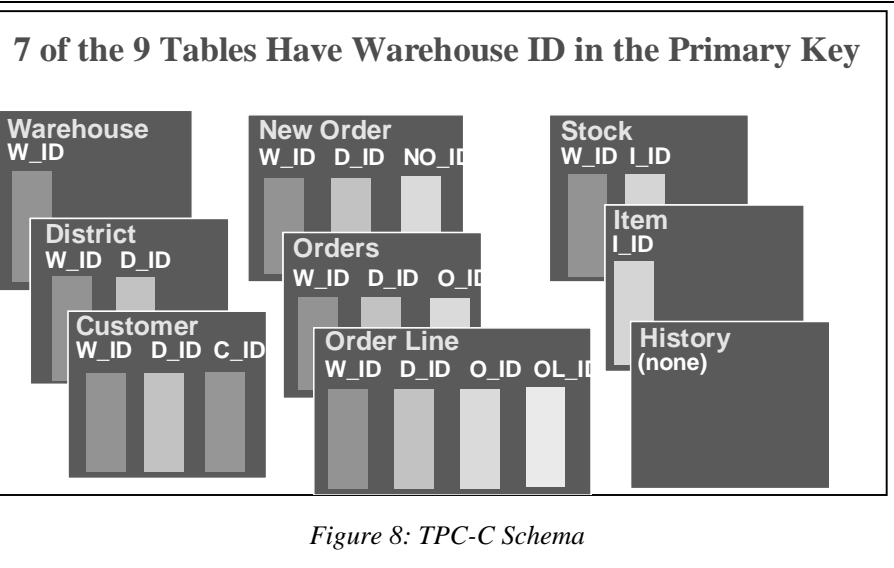 7 of the 9 Tables Have Warehouse ID in the Primary Key
Warehouse
W_ID
District
W_ID D_ID
Customer
W_ID D_ID C_ID
New Order
W_ID D_ID NO_ID
Orders
W_ID D_ID O_ID
Order Line
W_ID D_ID O_ID OL_ID
Stock
W_ID I_ID
Item
I_ID
History
(none)
Figure 8: TPC-C Schema